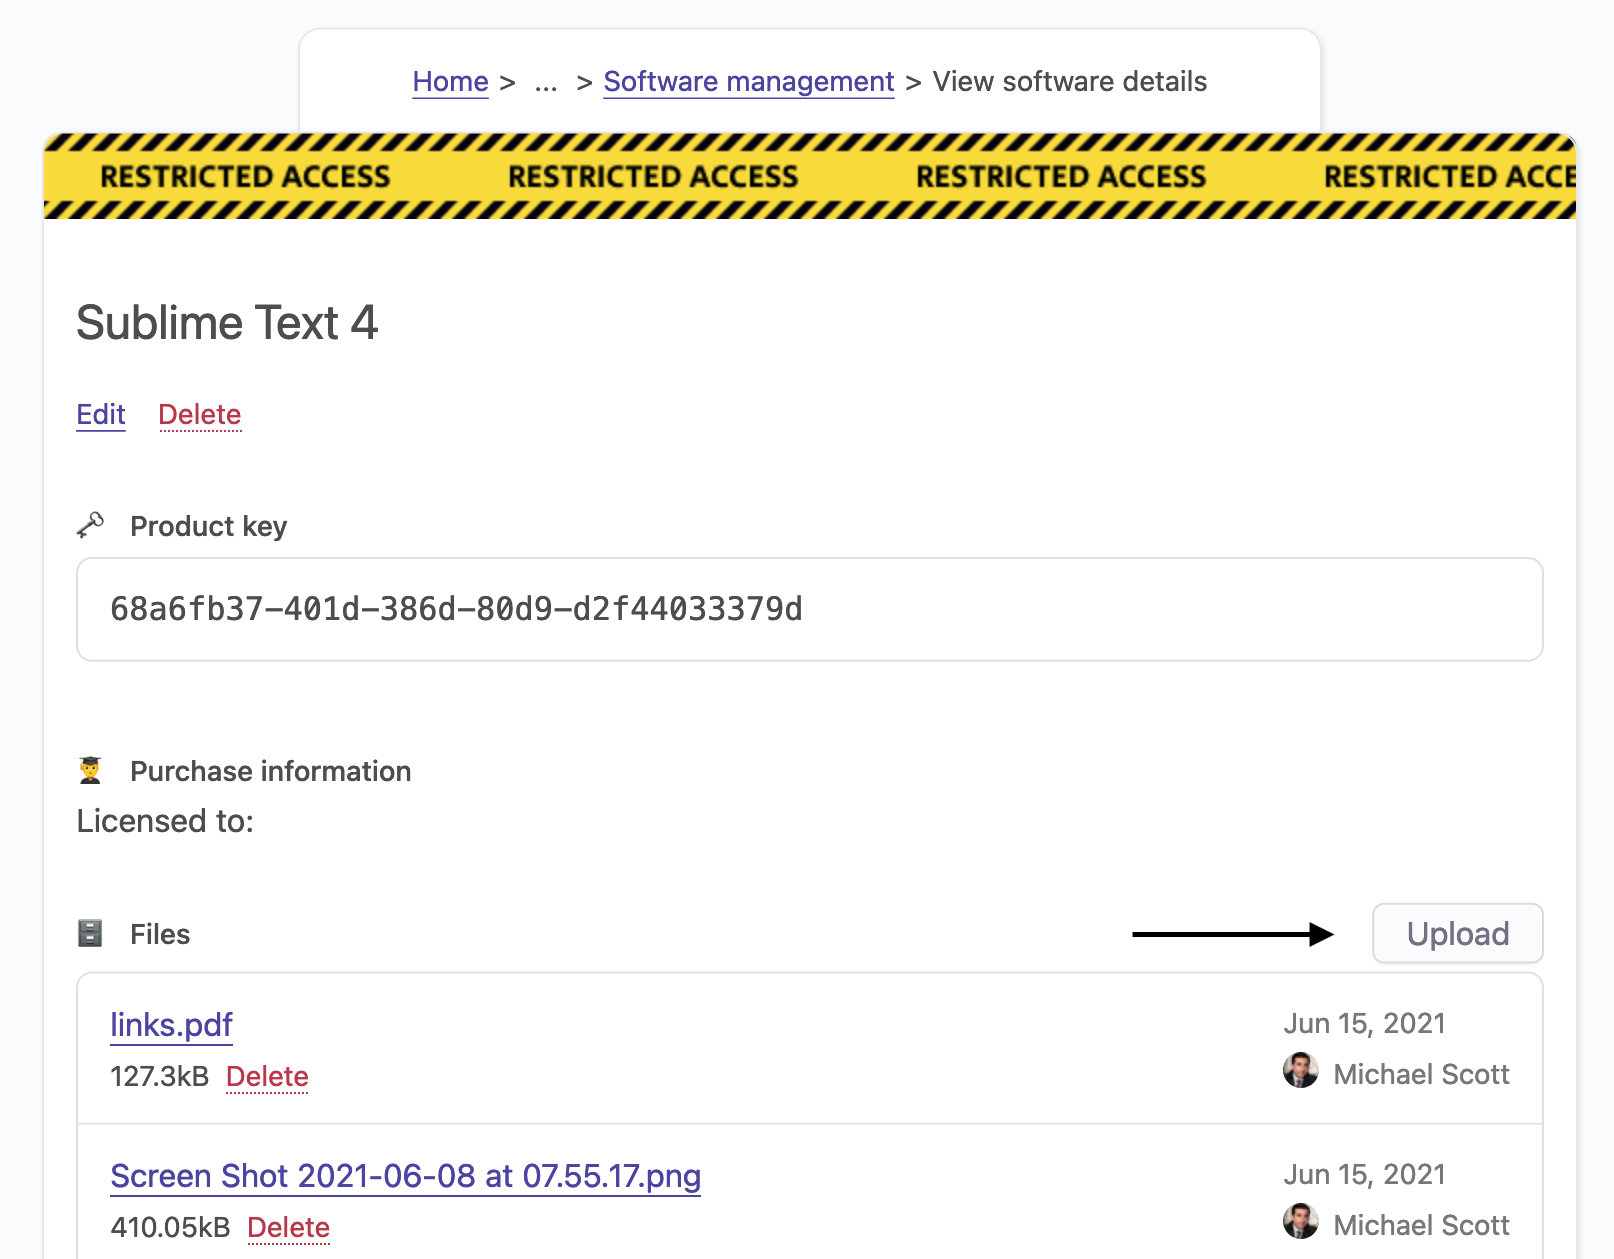 Home > ... > Software management > View software details
RESTRICTED ACCESS RESTRICTED ACCESS RESTRICTED ACCESS RESTRICTED ACCE
Sublime Text 4
Edit Delete
Product key
68a6fb37-401d-386d-80d9-d2f44033379d
Purchase information
Licensed to:
Files Upload
links.pdf Jun 15, 2021
127.3kB Delete Michael Scott
Screen Shot 2021-06-08 at 07.55.17.png Jun 15, 2021
410.05kB Delete Michael Scott